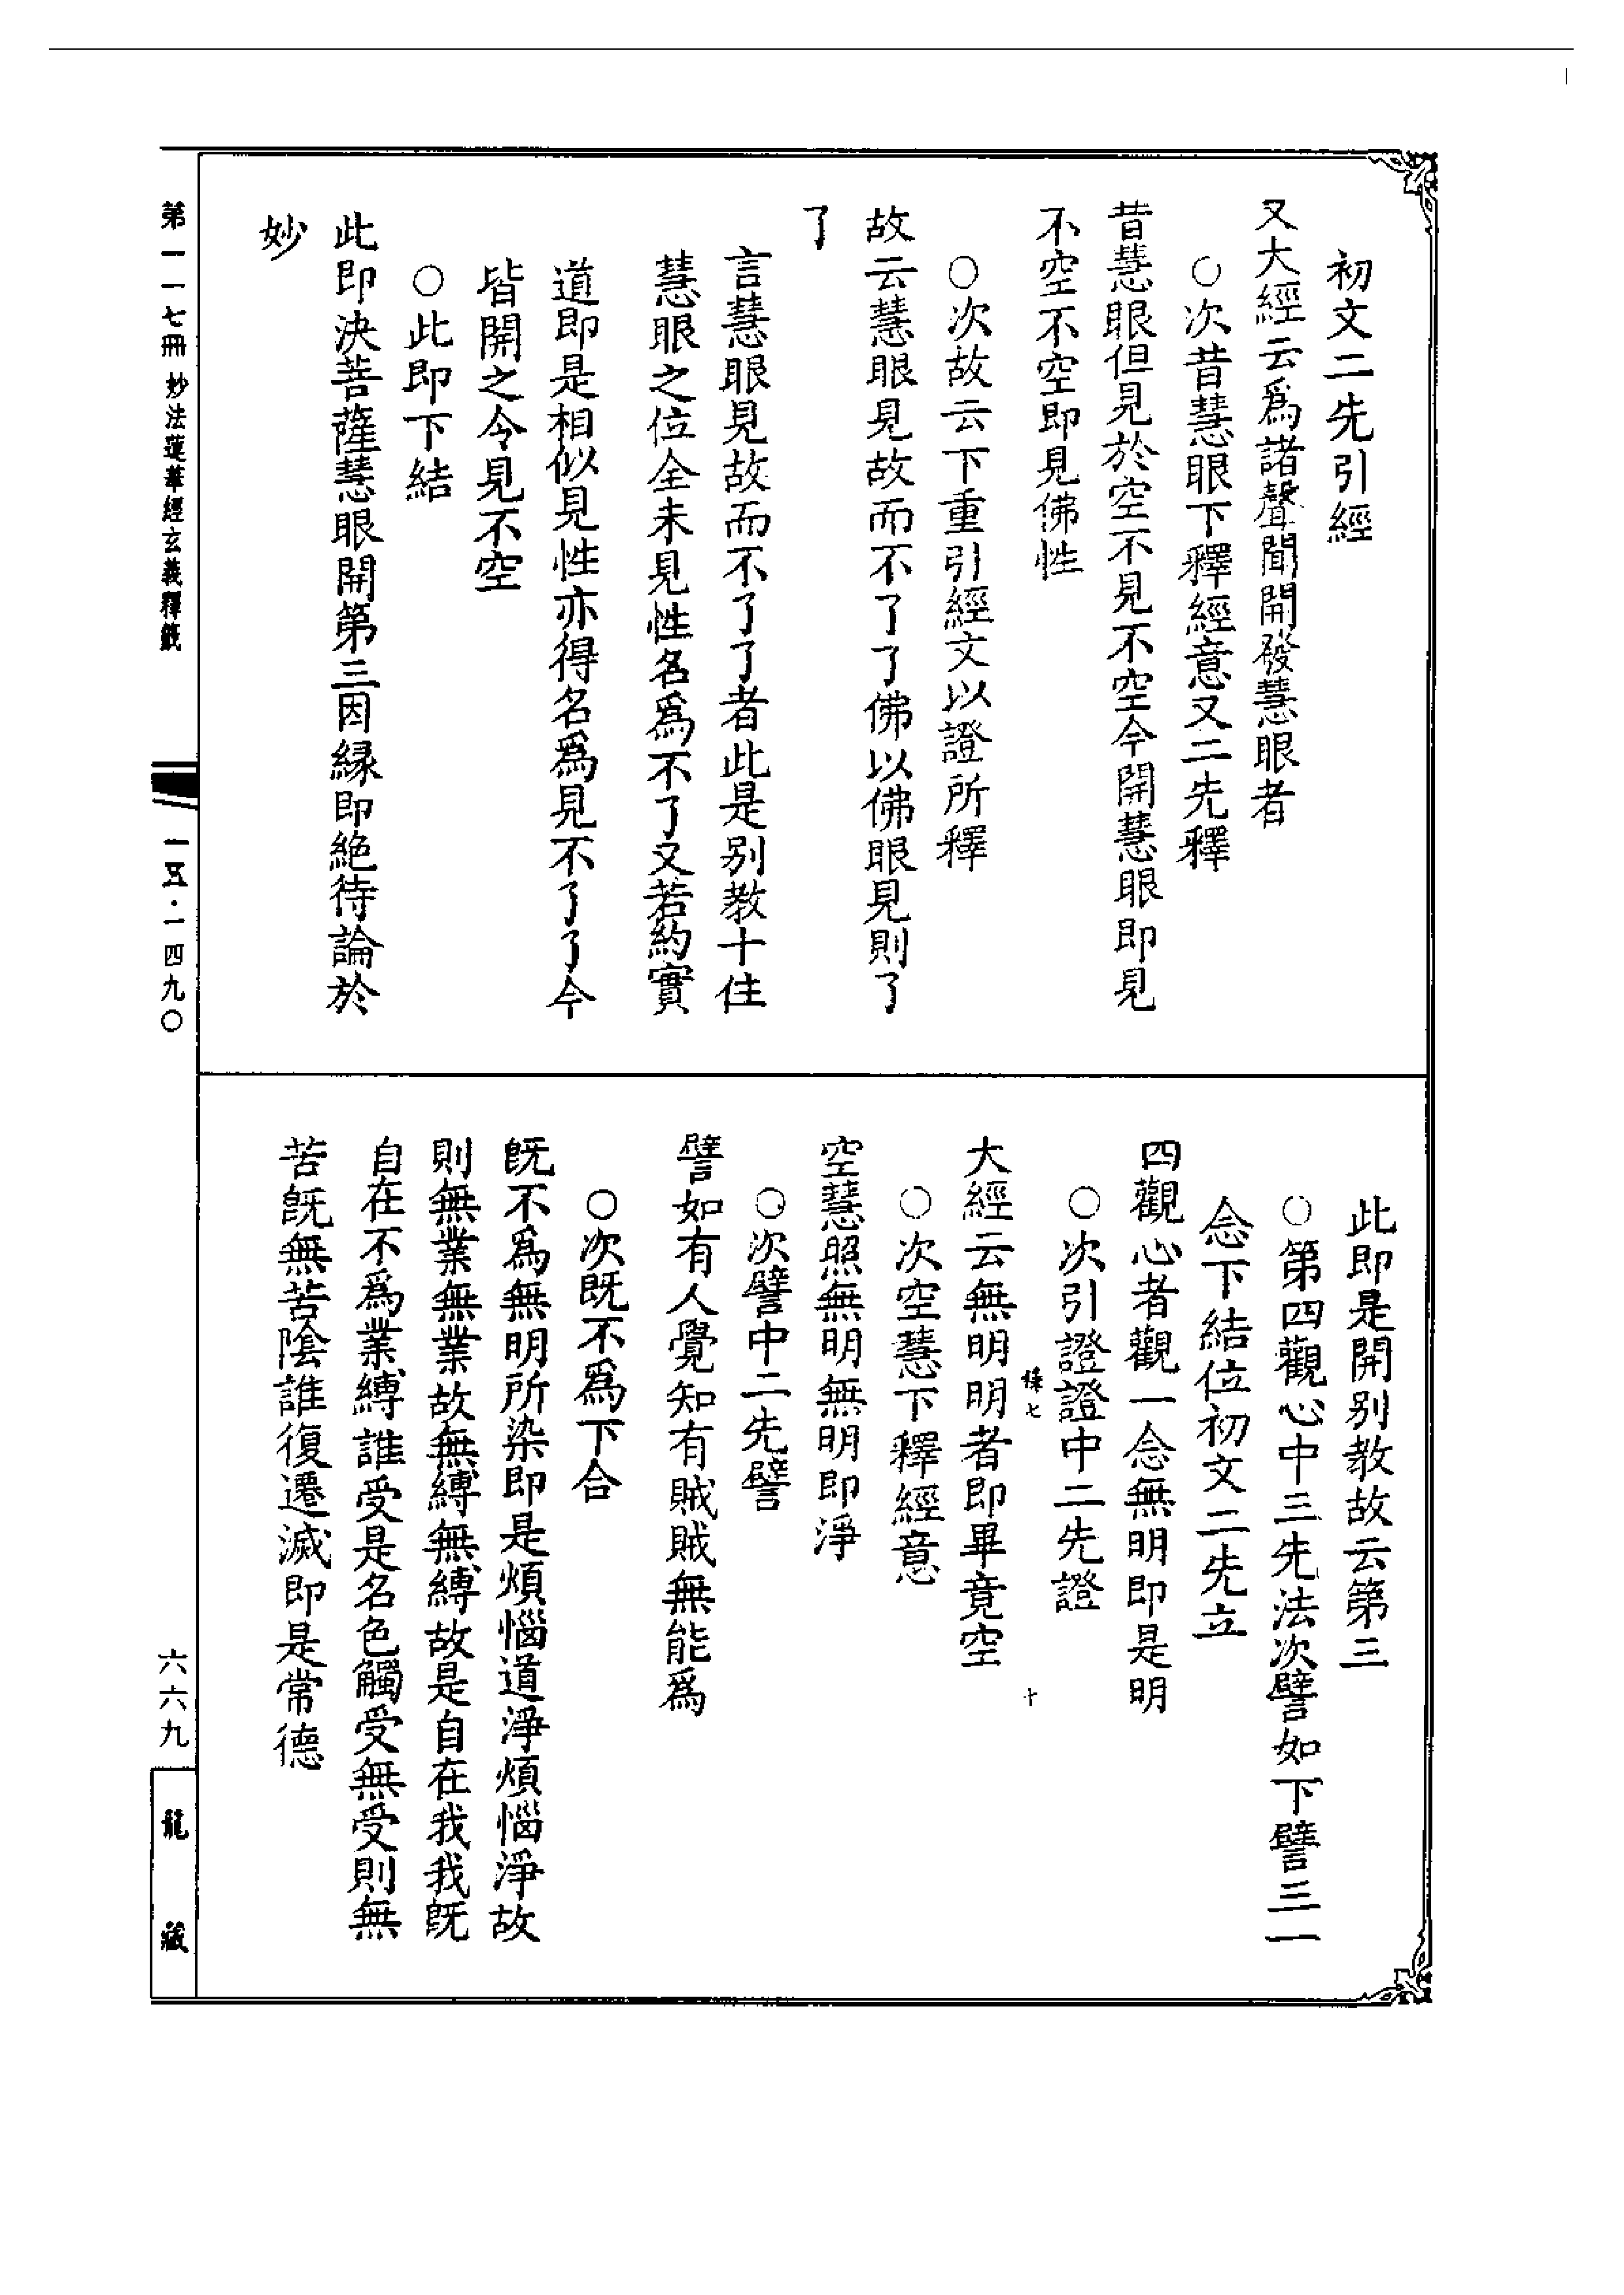 初文二先引經
又大經云爲諸聲聞開發慧眼者
○次昔慧眼下釋經意又二先釋
昔慧眼但見於空不見不空今開慧眼即見
不空不空即見佛性
○次故云下重引經文以證所釋
故云慧眼見故而不了了佛以佛眼見則了
了
言慧眼見故而不了了者此是别教十住
慧眼之位全未見性名爲不了又若約實
道即是相似見性亦得名爲見不了了今
皆開之令見不空
○此即下結
此即決菩薩慧眼開第三因緣即絶待論於
妙
此即是開别教故云第三
○第四觀心中三先法次譬如下譬三一
念下結位初文二先立
四觀心者觀一念無明即是明
○次引證證中二先證
大經云無明明者即畢竟空
○次空慧下釋經意
空慧照無明無明即淨
○次譬中二先譬
譬如有人覺知有賊賊無能爲
○次既不爲下合
既不爲無明所染即是煩惱道淨煩惱淨故
則無業無業故無縛無縛故是自在我我既
自在不爲業縛誰受是名色觸受無受則無
苦既無苦陰誰復遷滅即是常德
十
第一一七冊 妙法蓮華經玄義釋籤
一五·一四九〇
六六九
龍藏